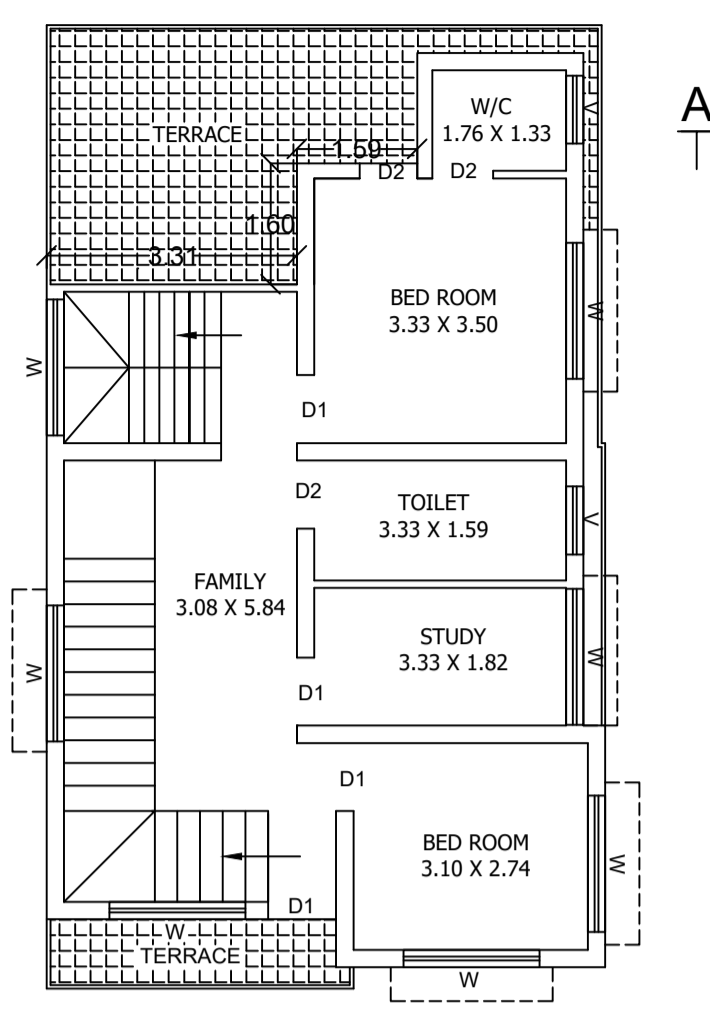 W/C
1.76 X 1.33
A
TERRACE
1.59
D2
D2
1.60
3.31
V
BED ROOM
3.33 X 3.50
W
W
D1
D2
TOILET
3.33 X 1.59
V
FAMILY
3.08 X 5.84
STUDY
3.33 X 1.82
W
W
D1
D1
BED ROOM
3.10 X 2.74
W
D1
W
TERRACE
W